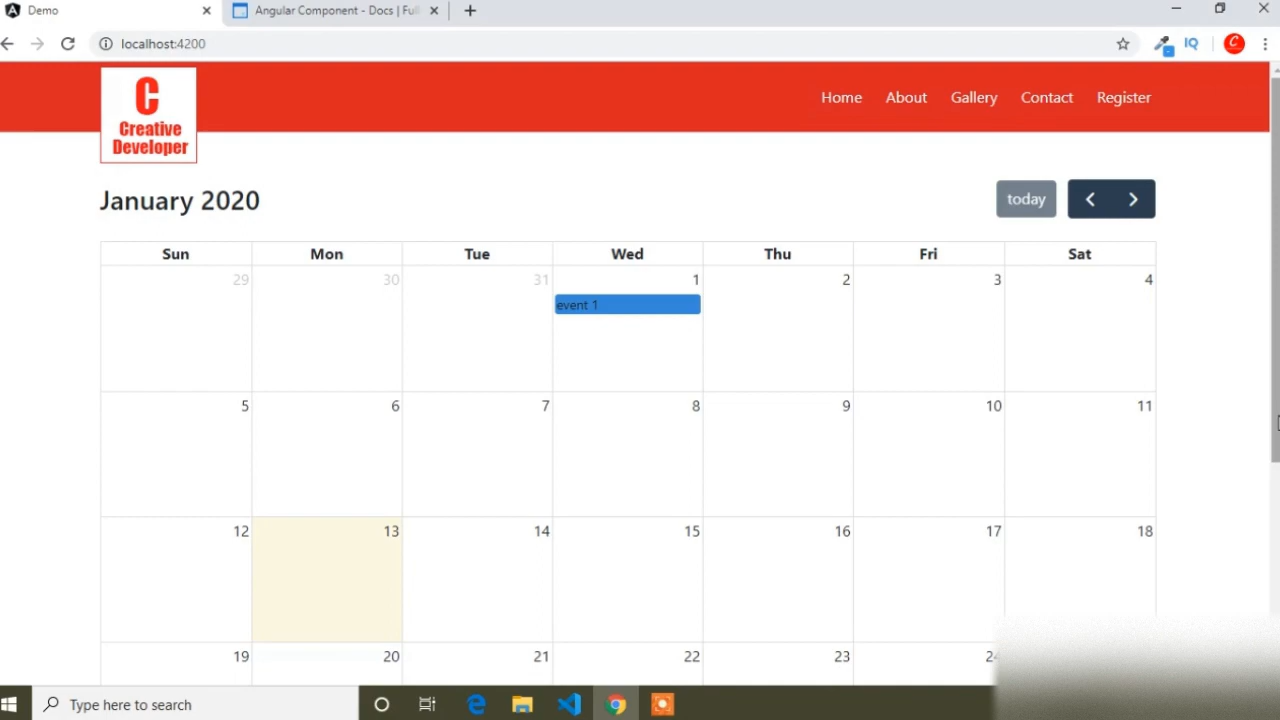 Demo
Angular Component - Docs | Ful
localhost:4200
IQ
C
Creative
Developer
Home About Gallery Contact Register
January 2020
today
Sun Mon Tue Wed Thu Fri Sat
29 30 31 1 2 3 4
event 1
5 6 7 8 9 10 11
12 13 14 15 16 17 18
19 20 21 22 23
Type here to search